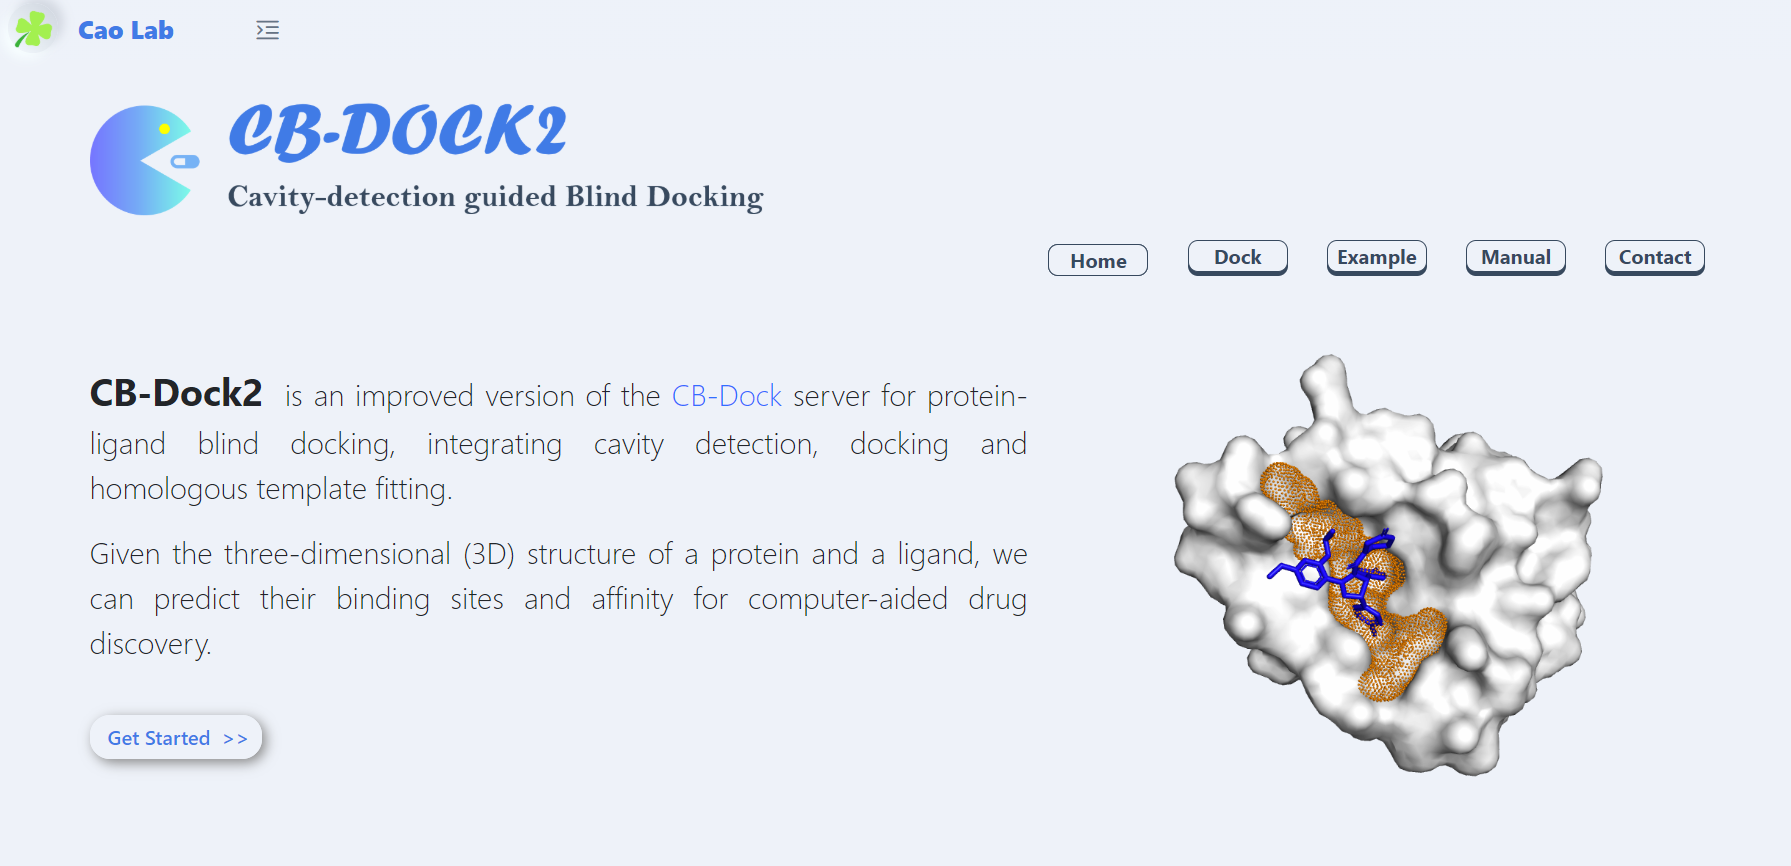 Cao Lab
CB-DOCK2
Cavity-detection guided Blind Docking
Home Dock Example Manual Contact
CB-Dock2 is an improved version of the CB-Dock server for protein-
ligand blind docking, integrating cavity detection, docking and
homologous template fitting.
Given the three-dimensional (3D) structure of a protein and a ligand, we
can predict their binding sites and affinity for computer-aided drug
discovery.
Get Started >>